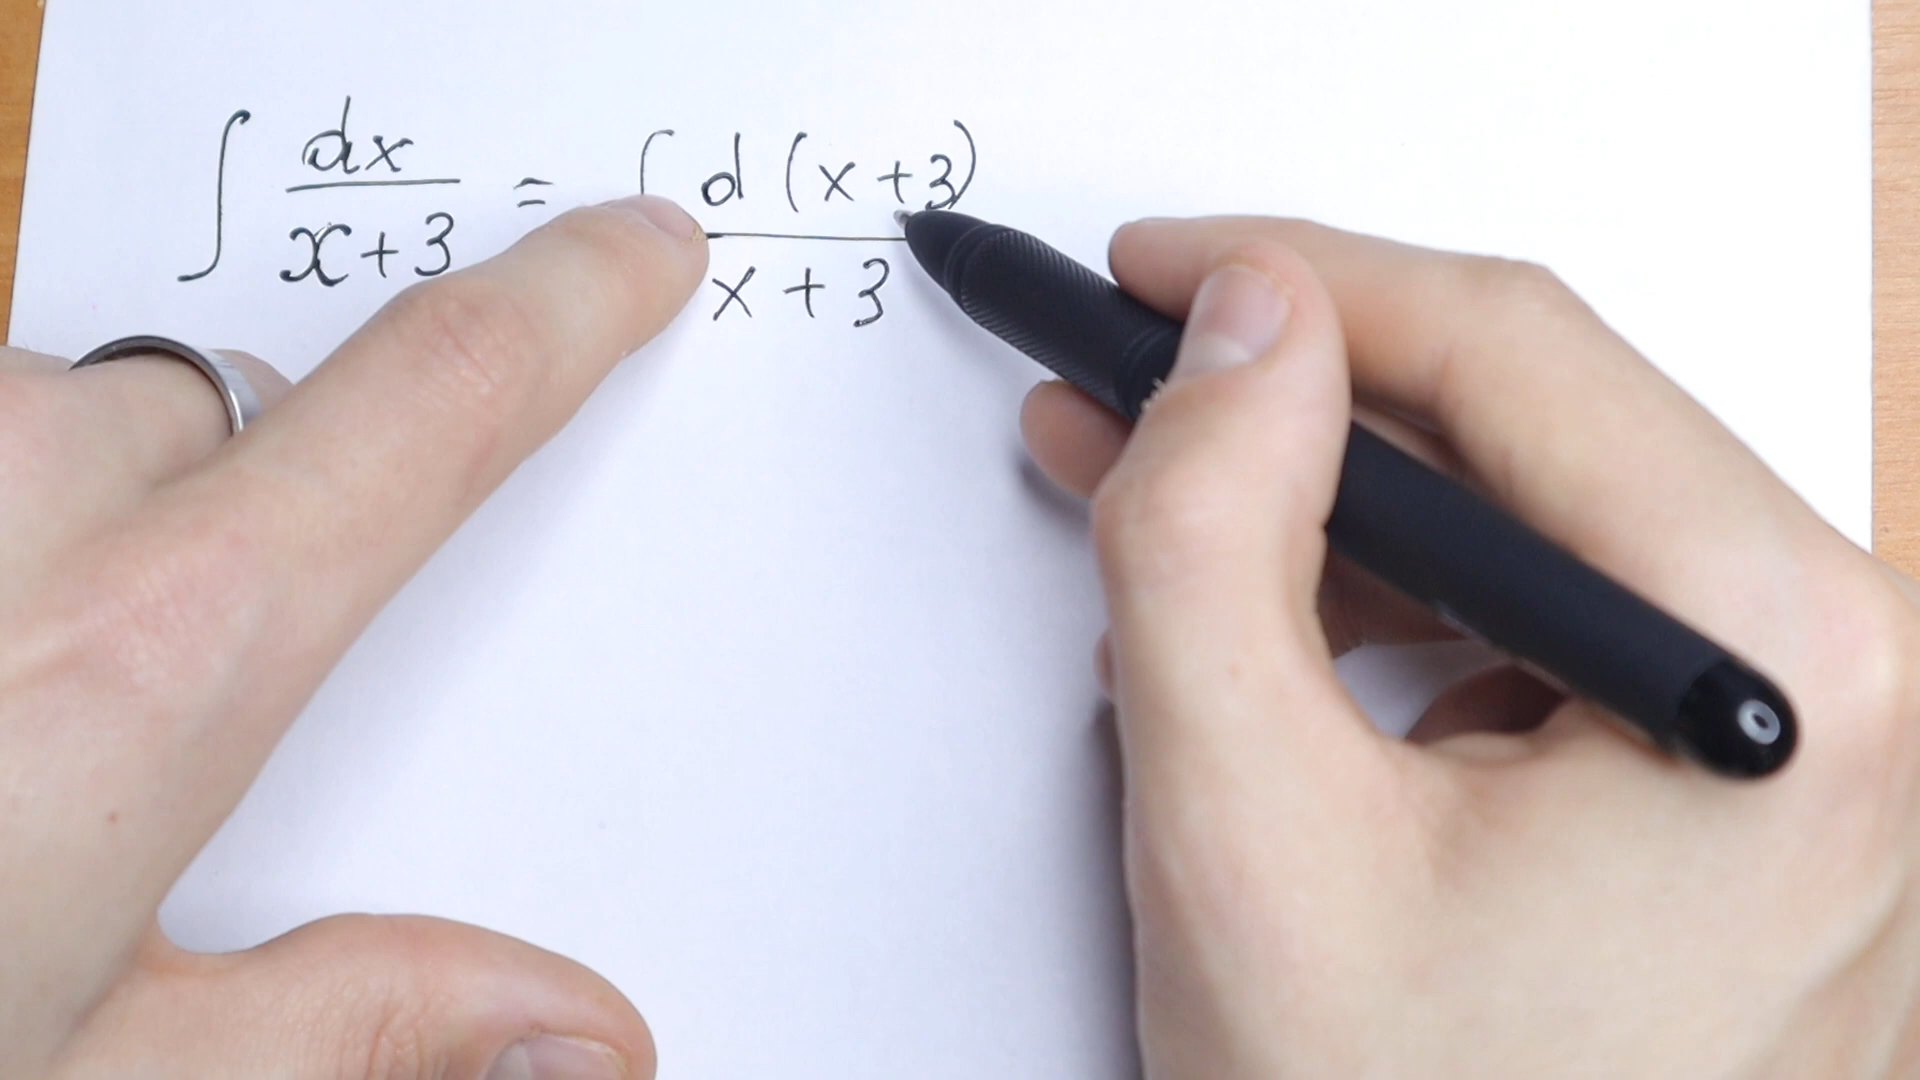 ∫ dx/(x+3) = ∫ d(x+3)/(x+3)